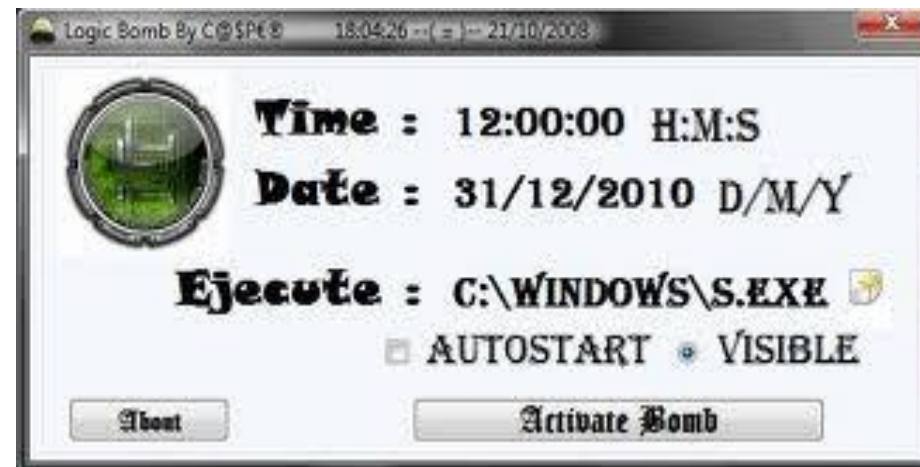 Logic Bomb By C@$P€® 18:04:26 --( = )-- 21/10/2008
Time : 12:00:00 H:M:S
Date : 31/12/2010 D/M/Y
Ejecute : C:\WINDOWS\S.EXE
AUTOSTART VISIBLE
About Activate Bomb